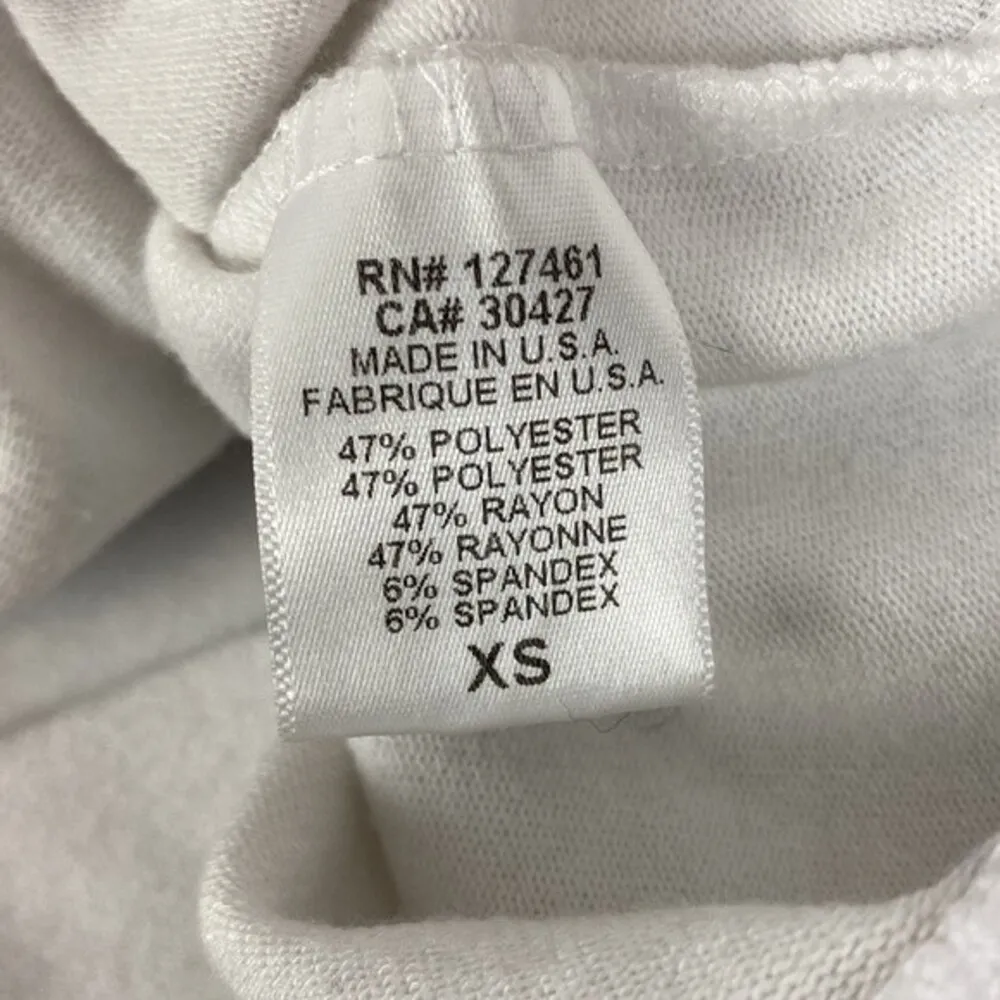 RN# 127461
CA# 30427
MADE IN U.S.A.
FABRIQUE EN U.S.A.
47% POLYESTER
47% POLYESTER
47% RAYON
47% RAYONNE
6% SPANDEX
6% SPANDEX
XS